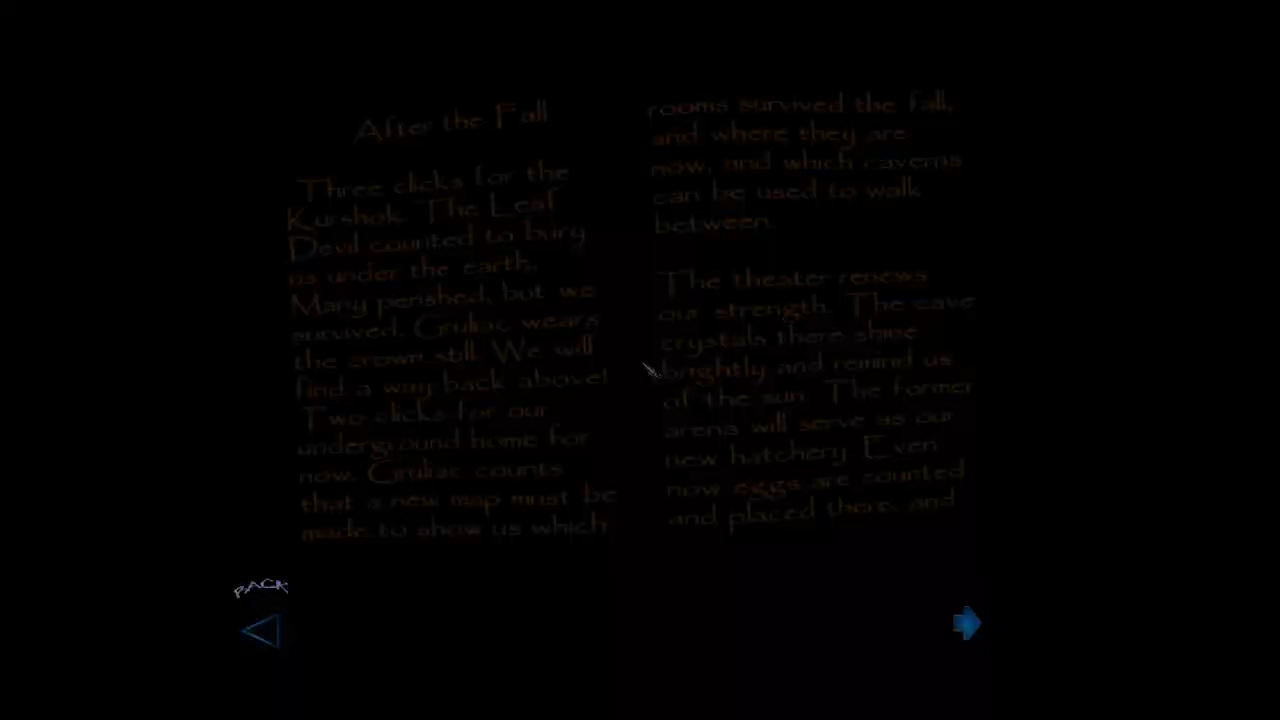 After the Fall
Three clicks for the
Kurshok. The Leaf
Devil counted to bury
us under the earth.
Many perished, but we
survived. Gruliac wears
the crown still. We will
find a way back above!
Two clicks for our
underground home for
now. Gruliac counts
that a new map must be
made to show us which
rooms survived the fall,
and where they are
now, and which caverns
can be used to walk
between.
The theater renews
our strength. The cave
crystals there shine
brightly and remind us
of the sun. The former
arena will serve as our
new hatchery. Even
now eggs are counted
and placed there, and
BACK